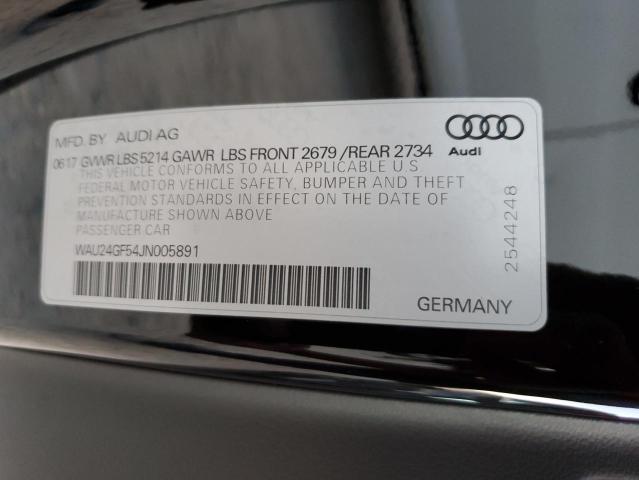 MFD. BY AUDI AG
0617 GVWR LBS 5214 GAWR LBS FRONT 2679 /REAR 2734
THIS VEHICLE CONFORMS TO ALL APPLICABLE U.S
FEDERAL MOTOR VEHICLE SAFETY, BUMPER AND THEFT
PREVENTION STANDARDS IN EFFECT ON THE DATE OF
MANUFACTURE SHOWN ABOVE
PASSENGER CAR
WAU24GF54JN005891
GERMANY
Audi
2544248